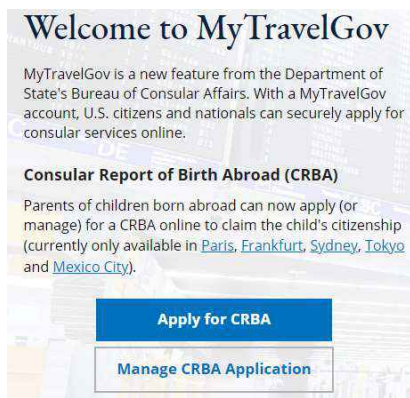 Welcome to MyTravelGov
MyTravelGov is a new feature from the Department of
State's Bureau of Consular Affairs. With a MyTravelGov
account, U.S. citizens and nationals can securely apply for
consular services online.
Consular Report of Birth Abroad (CRBA)
Parents of children born abroad can now apply (or
manage) for a CRBA online to claim the child's citizenship
(currently only available in Paris, Frankfurt, Sydney, Tokyo
and Mexico City).
Apply for CRBA
Manage CRBA Application